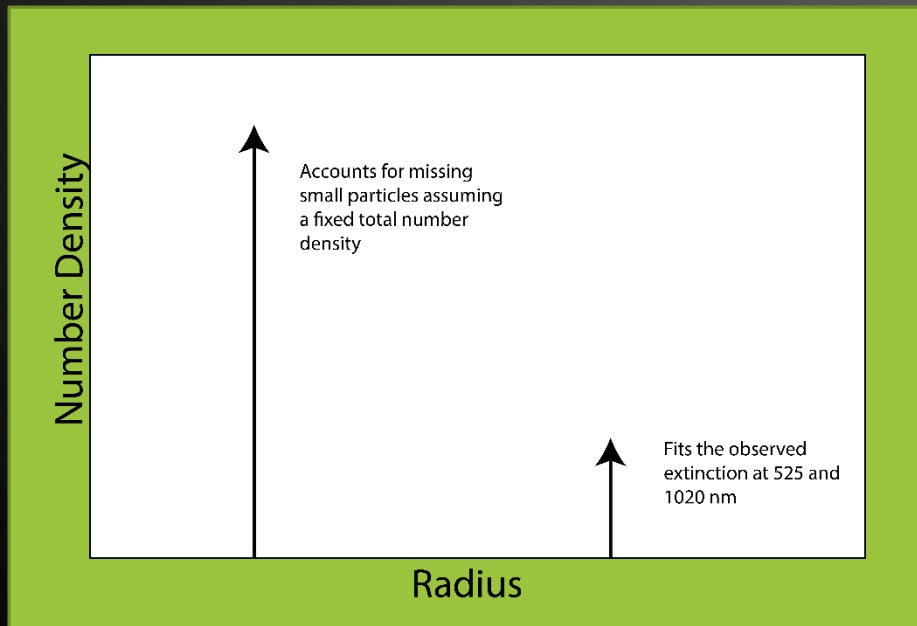 Number Density
Accounts for missing
small particles assuming
a fixed total number
density
Fits the observed
extinction at 525 and
1020 nm
Radius